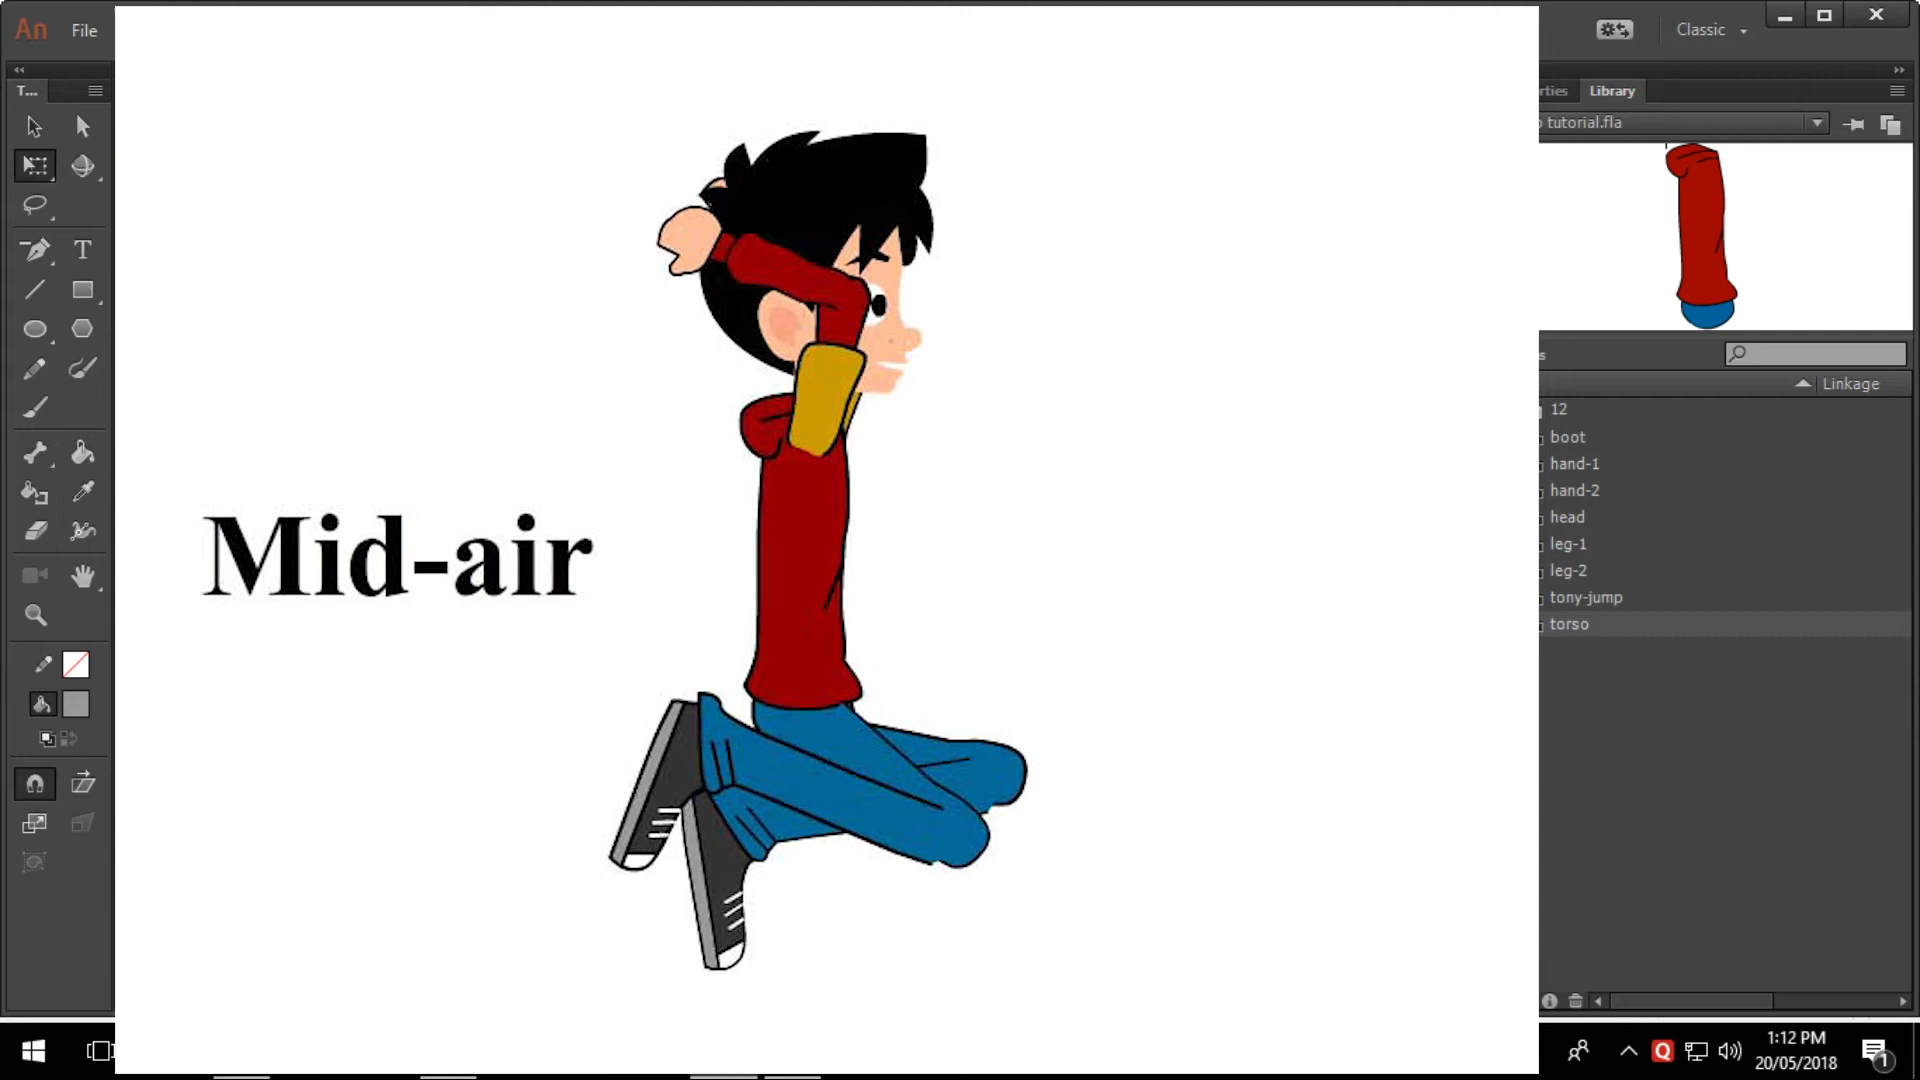 An File
Classic
T...
rties Library
o tutorial.fla
T
s
Linkage
12
boot
hand-1
hand-2
head
leg-1
leg-2
tony-jump
torso
Mid-air
Q
1:12 PM
20/05/2018
1